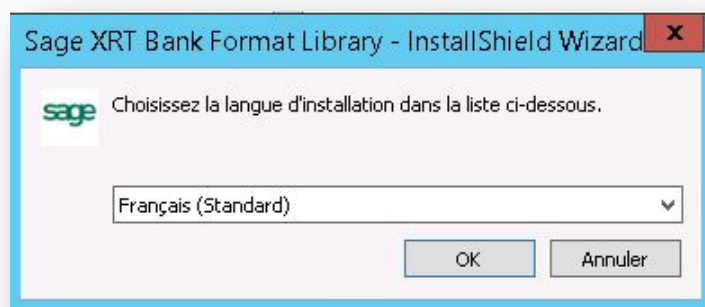 Sage XRT Bank Format Library - InstallShield Wizard
x
sage
Choisissez la langue d'installation dans la liste ci-dessous.
Français (Standard)
OK
Annuler